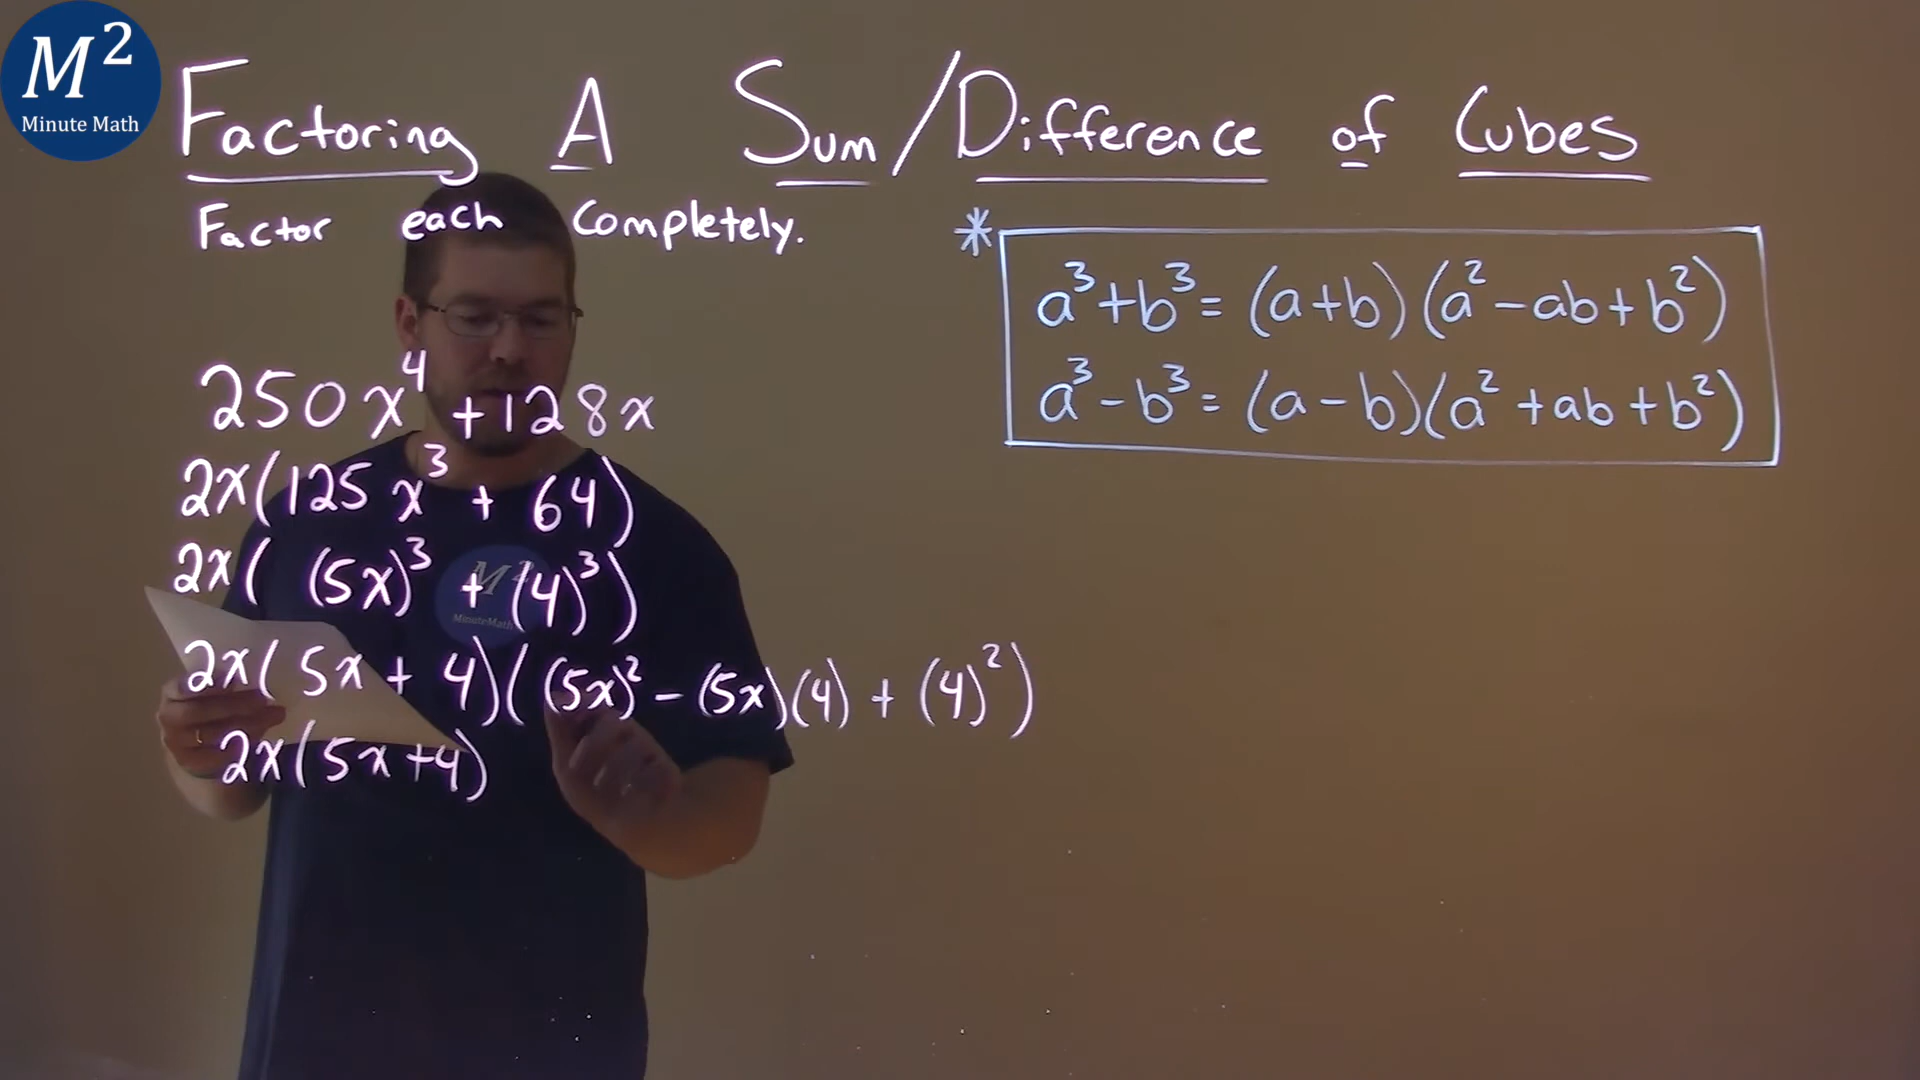 M²
Minute Math
Factoring A Sum/Difference of Cubes
Factor each completely.
*
a³+b³= (a+b)(a²-ab+b²)
a³-b³= (a-b)(a²+ab+b²)
250x⁴+128x
2x(125x³ + 64)
2x( (5x)³ + (4)³)
M²
MinuteMath
2x(5x + 4)((5x)² - (5x)(4) + (4)²)
2x(5x+4)